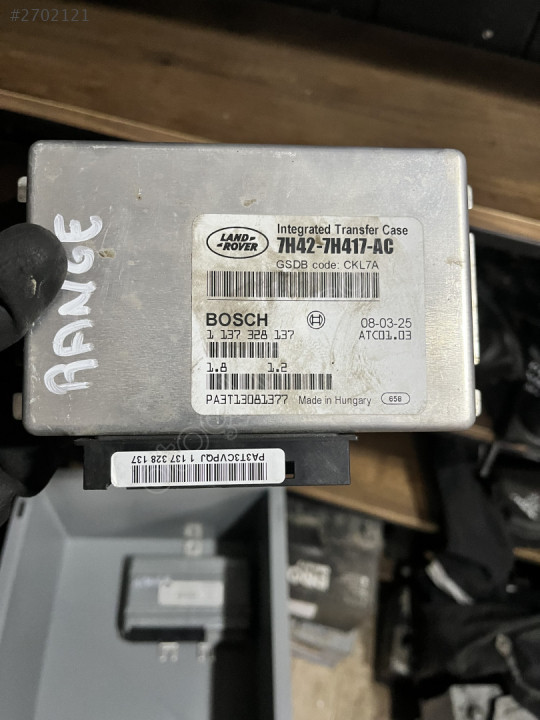 #2702121
RANGE
LAND-
-ROVER
Integrated Transfer Case
7H42-7H417-AC
GSDB code: CKL7A
BOSCH
08-03-25
1 137 328 137
ATC01.03
1.8 1.2
PA3T13081377 Made in Hungary 658
PA3T3CVPQJ 1 137 328 137